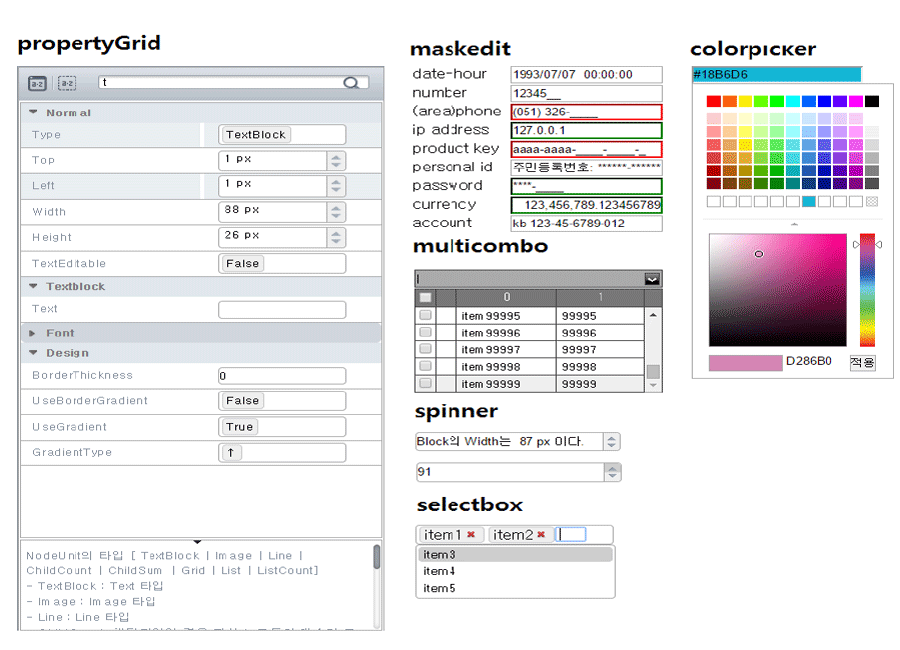 propertyGrid
a-z
a-z
t
Normal
Type TextBlock
Top 1 px
Left 1 px
Width 88 px
Height 26 px
TextEditable False
Textblock
Text
Font
Design
BorderThickness 0
UseBorderGradient False
UseGradient True
GradientType ↑
NodeUnit의 타입 [ TextBlock | Image | Line |
ChildCount | ChildSum | Grid | List | ListCount]
- TextBlock : Text 타입
- Image : Image 타입
- Line : Line 타입
maskedit
date-hour 1993/07/07 00:00:00
number 12345__
(area)phone (051) 326-____
ip address 127.0.0.1
product key aaaa-aaaa-____-____-_
personal id 주민등록번호: ******-******
password ****-____
currency 123,456,789.123456789
account kb 123-45-6789-012
multicombo
0 1
item 99995 99995
item 99996 99996
item 99997 99997
item 99998 99998
item 99999 99999
spinner
Block의 Width는 87 px 이다.
91
selectbox
item1 × item2 ×
item3
item4
item5
colorpicker
#18B6D6
D286B0 적용